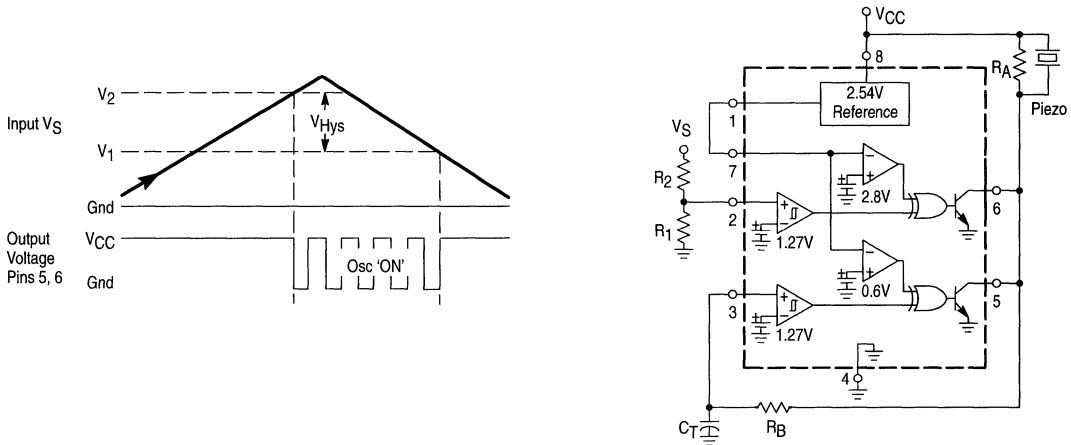 V2
Input VS
VHys
V1
Gnd
Output
Voltage
Pins 5, 6
VCC
Osc 'ON'
Gnd
VCC
8
RA
Piezo
2.54V
Reference
1
VS
7
R2
+
2.8V
6
2
R1
+
1.27V
+
0.6V
5
3
+
1.27V
4
CT
RB